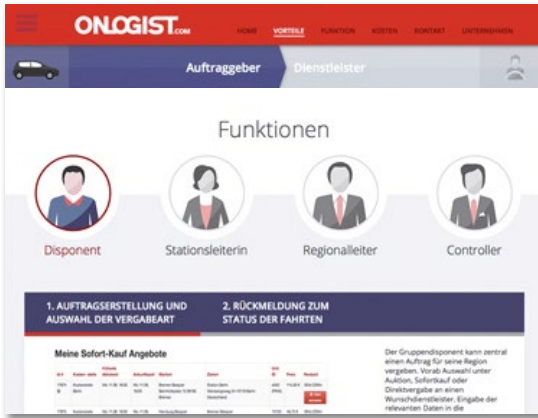 ONLOGIST.COM
HOME VORTEILE FUNKTION KOSTEN KONTAKT UNTERNEHMEN
Auftraggeber Dienstleister
Funktionen
Disponent Stationsleiterin Regionalleiter Controller
1. AUFTRAGSERSTELLUNG UND
AUSWAHL DER VERGABEART
2. RÜCKMELDUNG ZUM
STATUS DER FAHRTEN
Meine Sofort-Kauf Angebote
Der Gruppendisponent kann zentral
einen Auftrag für seine Region
vergeben. Vorab Auswahl unter
Auktion, Sofortkauf oder
Direktvergabe an einen
Wunschdienstleister, Eingabe der
relevanten Daten in die